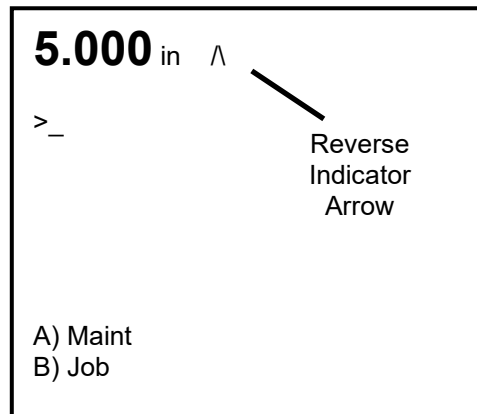 5.000 in /\
>_
Reverse
Indicator
Arrow
A) Maint
B) Job